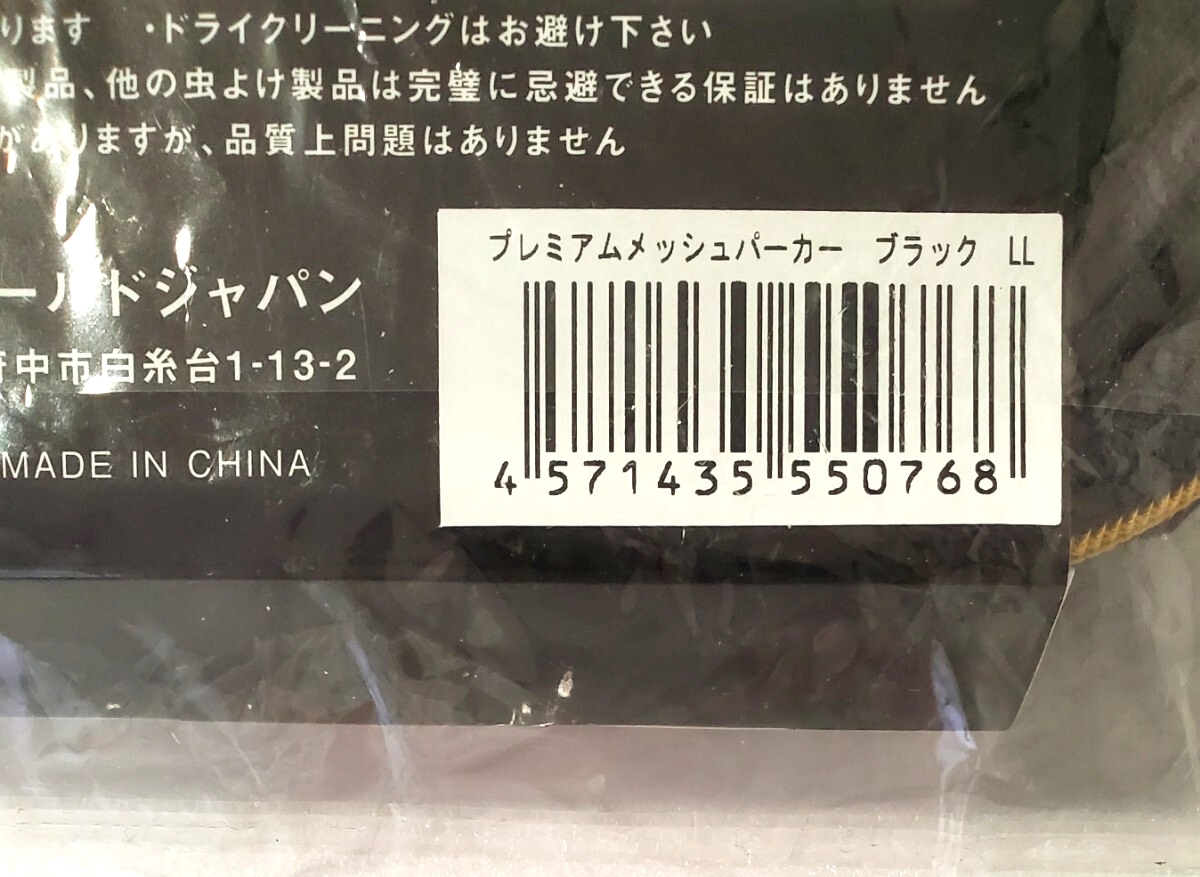 ります ・ドライクリーニングはお避け下さい
製品、他の虫よけ製品は完璧に忌避できる保証はありません
がありますが、品質上問題はありません
プレミアムメッシュパーカー ブラック LL
ールドジャパン
府中市白糸台1-13-2
MADE IN CHINA
4 571435 550768